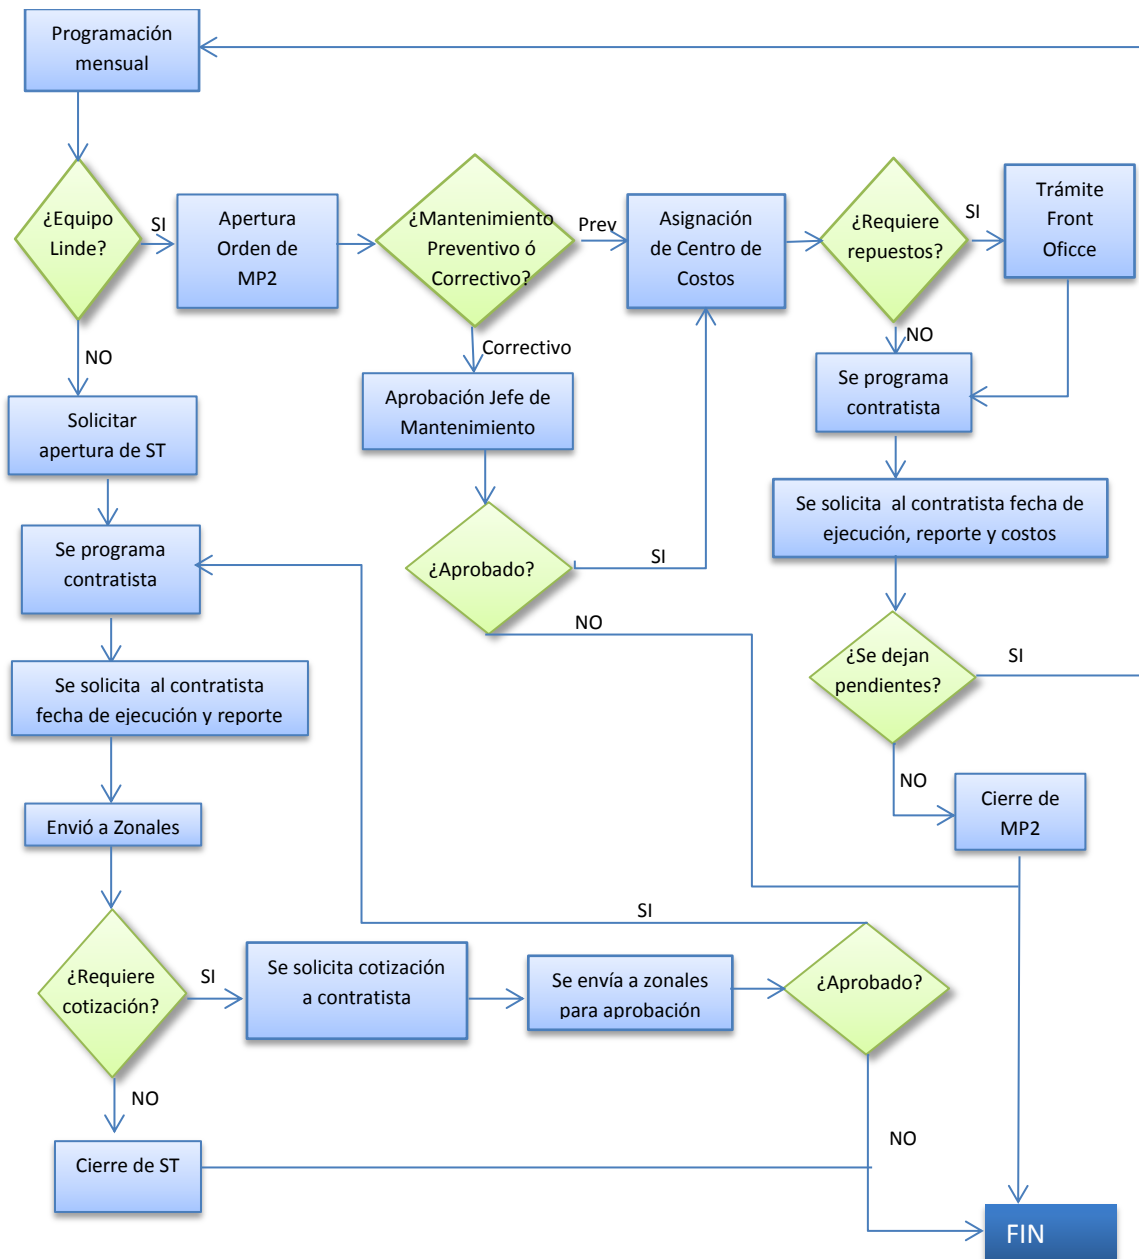 Programación
mensual
¿Equipo
Linde?
SI
Apertura
Orden de
MP2
¿Mantenimiento
Preventivo ó
Correctivo?
Prev
Asignación
de Centro de
Costos
¿Requiere
repuestos?
SI
Trámite
Front
Oficce
NO
Correctivo
NO
Se programa
contratista
Aprobación Jefe de
Mantenimiento
Solicitar
apertura de ST
Se solicita al contratista fecha de
ejecución, reporte y costos
Se programa
contratista
¿Aprobado?
SI
NO
¿Se dejan
pendientes?
SI
Se solicita al contratista
fecha de ejecución y reporte
NO
Cierre de
MP2
Envió a Zonales
SI
¿Requiere
cotización?
SI
Se solicita cotización
a contratista
Se envía a zonales
para aprobación
¿Aprobado?
NO
NO
Cierre de ST
FIN